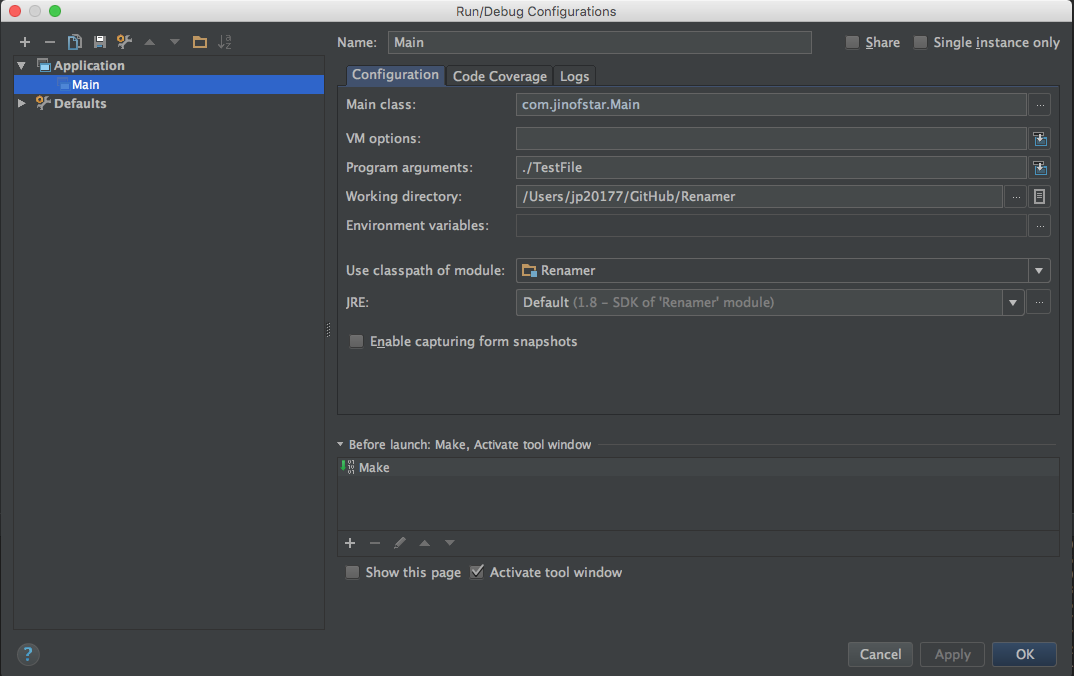 Run/Debug Configurations
Name: Main Share Single instance only
Application
Main
Defaults
Configuration Code Coverage Logs
Main class: com.jinofstar.Main ...
VM options:
Program arguments: ./TestFile
Working directory: /Users/jp20177/GitHub/Renamer ...
Environment variables: ...
Use classpath of module: Renamer
JRE: Default (1.8 – SDK of 'Renamer' module) ...
Enable capturing form snapshots
Before launch: Make, Activate tool window
Make
Show this page Activate tool window
? Cancel Apply OK